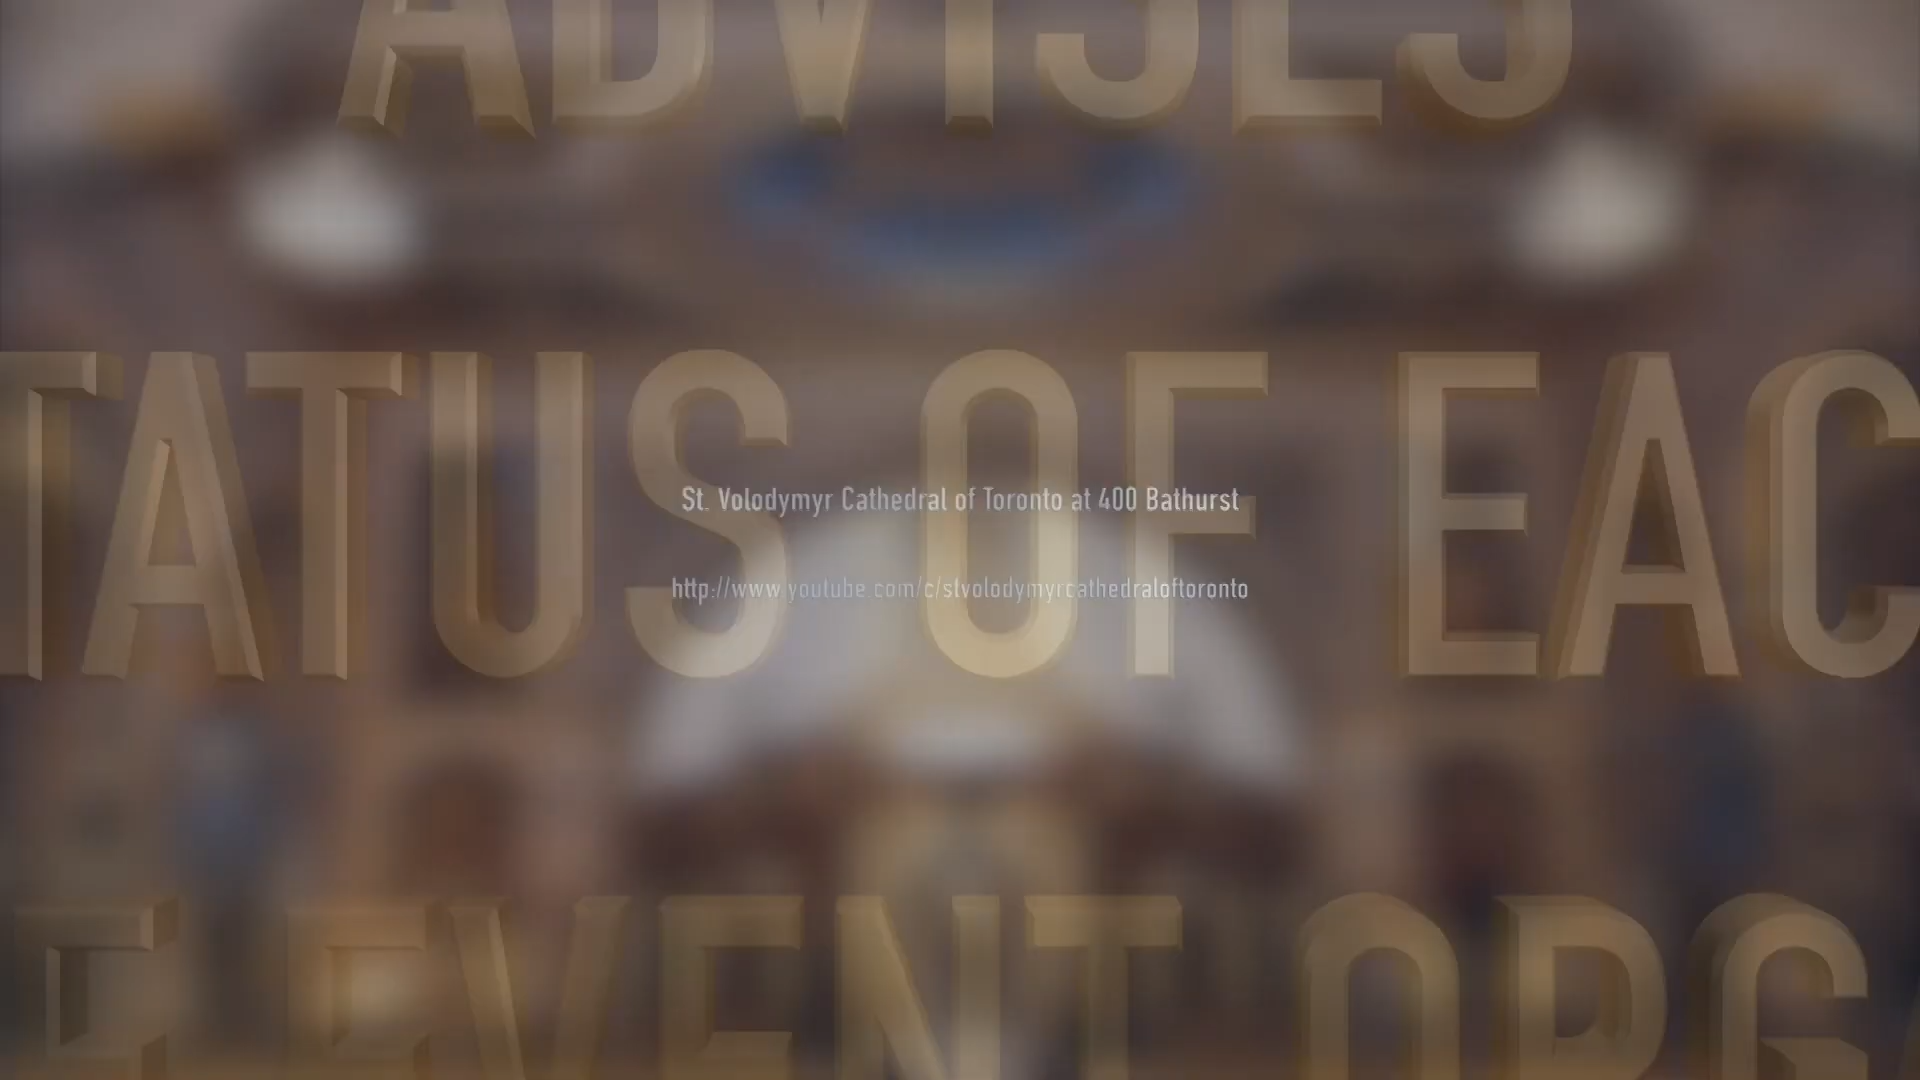 ADVISES
TATUS OF EAC
St. Volodymyr Cathedral of Toronto at 400 Bathurst
http://www.youtube.com/c/stvolodymyrcathedraloftoronto
E EVENT ORG